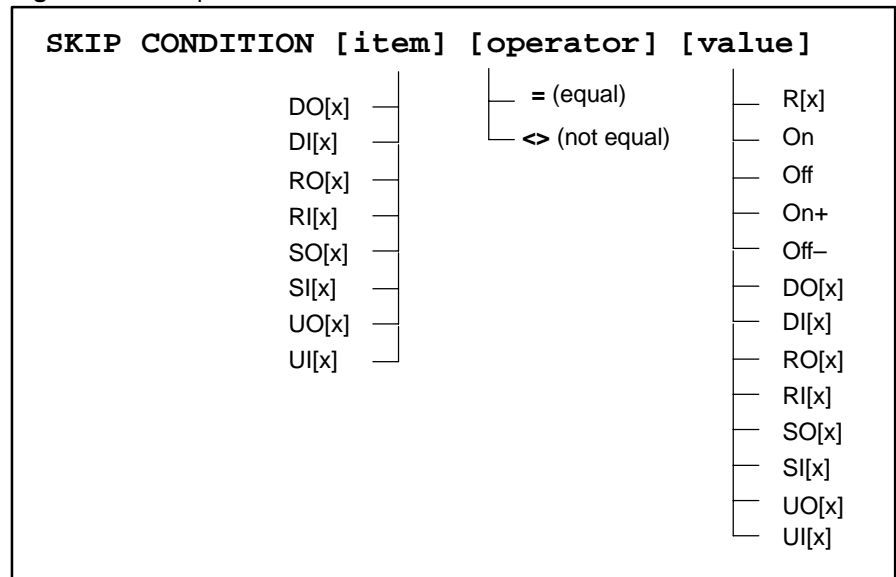 SKIP CONDITION [item] [operator] [value]
DO[x]
DI[x]
RO[x]
RI[x]
SO[x]
SI[x]
UO[x]
UI[x]
= (equal)
<> (not equal)
R[x]
On
Off
On+
Off–
DO[x]
DI[x]
RO[x]
RI[x]
SO[x]
SI[x]
UO[x]
UI[x]